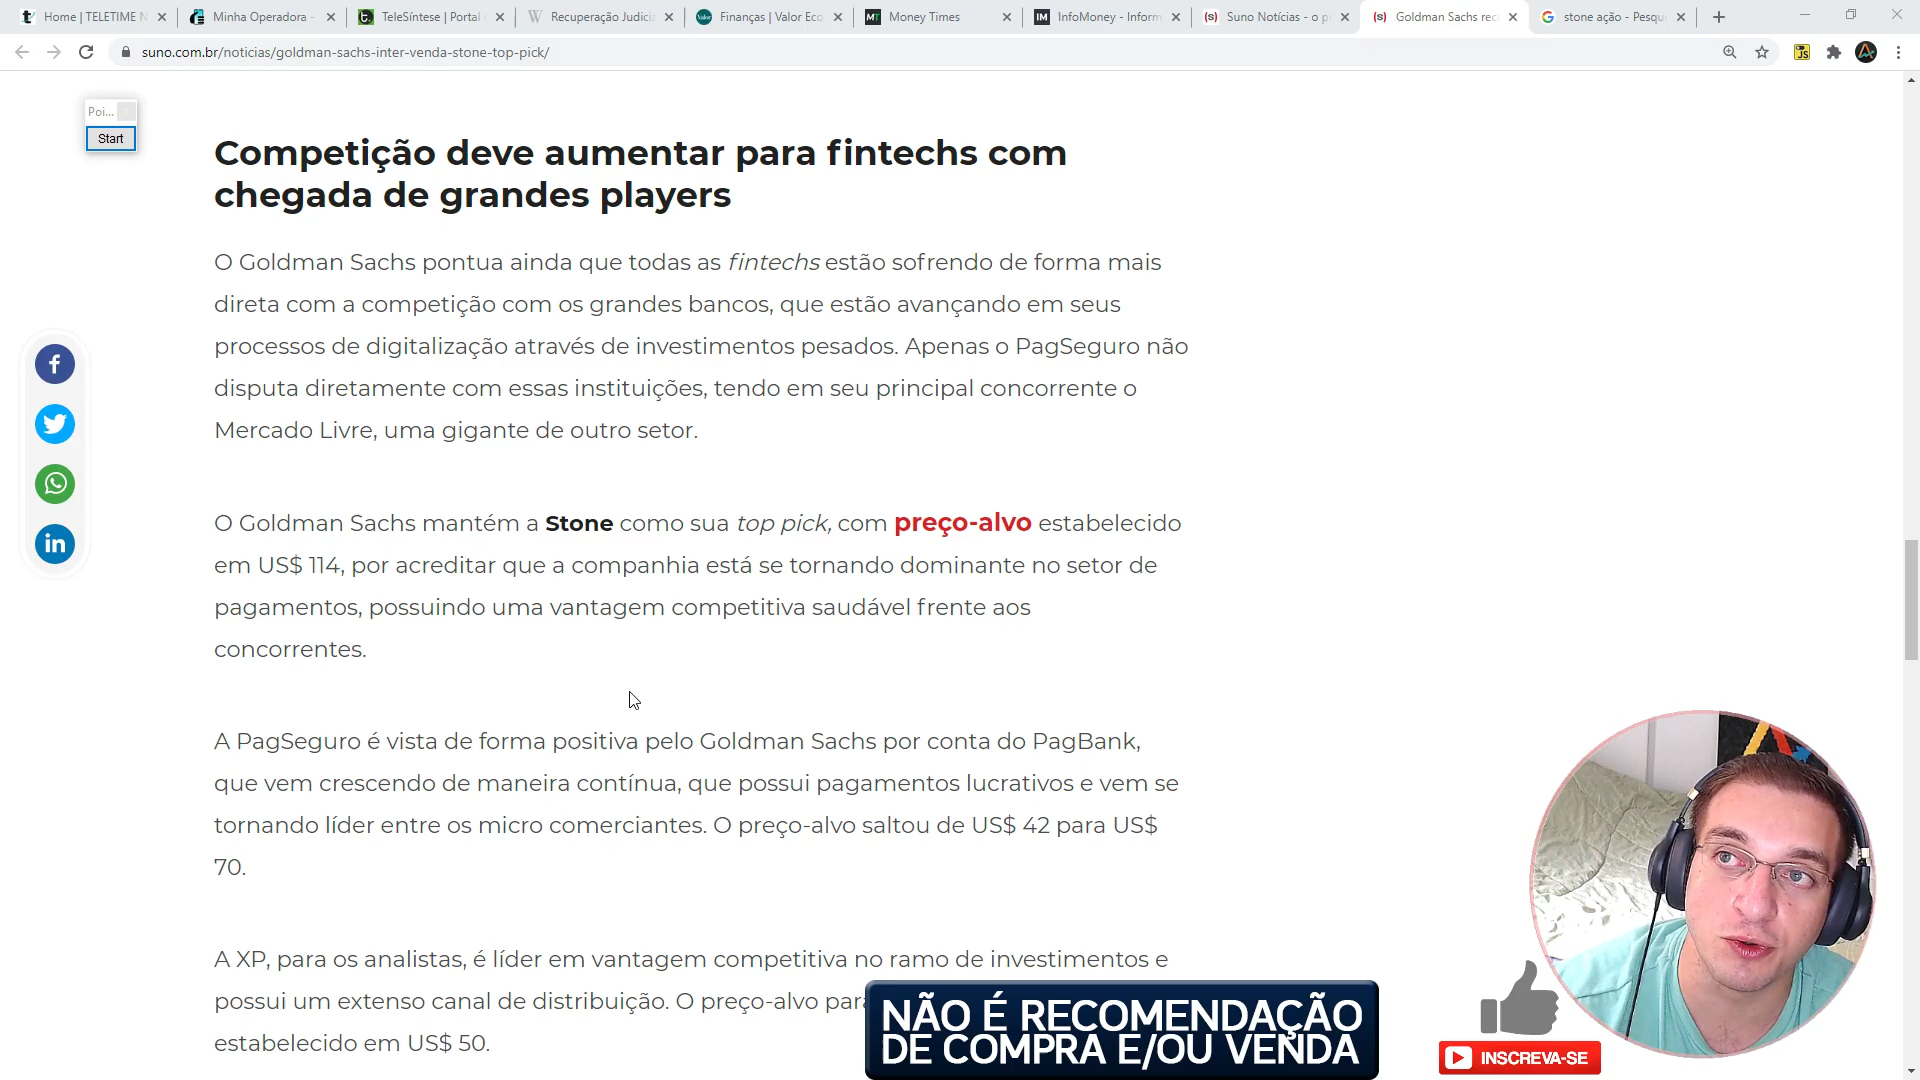 Home | TELETIME N
Minha Operadora -
TeleSíntese | Portal
Recuperação Judicia
Finanças | Valor Eco
Money Times
InfoMoney - Inform
Suno Notícias - o p
Goldman Sachs rec
stone ação - Pesqu
suno.com.br/noticias/goldman-sachs-inter-venda-stone-top-pick/
JS
Poi...
Start
Competição deve aumentar para fintechs com
chegada de grandes players
O Goldman Sachs pontua ainda que todas as fintechs estão sofrendo de forma mais
direta com a competição com os grandes bancos, que estão avançando em seus
processos de digitalização através de investimentos pesados. Apenas o PagSeguro não
disputa diretamente com essas instituições, tendo em seu principal concorrente o
Mercado Livre, uma gigante de outro setor.
O Goldman Sachs mantém a Stone como sua top pick, com preço-alvo estabelecido
em US$ 114, por acreditar que a companhia está se tornando dominante no setor de
pagamentos, possuindo uma vantagem competitiva saudável frente aos
concorrentes.
A PagSeguro é vista de forma positiva pelo Goldman Sachs por conta do PagBank,
que vem crescendo de maneira contínua, que possui pagamentos lucrativos e vem se
tornando líder entre os micro comerciantes. O preço-alvo saltou de US$ 42 para US$
70.
A XP, para os analistas, é líder em vantagem competitiva no ramo de investimentos e
possui um extenso canal de distribuição. O preço-alvo para
estabelecido em US$ 50.
NÃO É RECOMENDAÇÃO
DE COMPRA E/OU VENDA
INSCREVA-SE